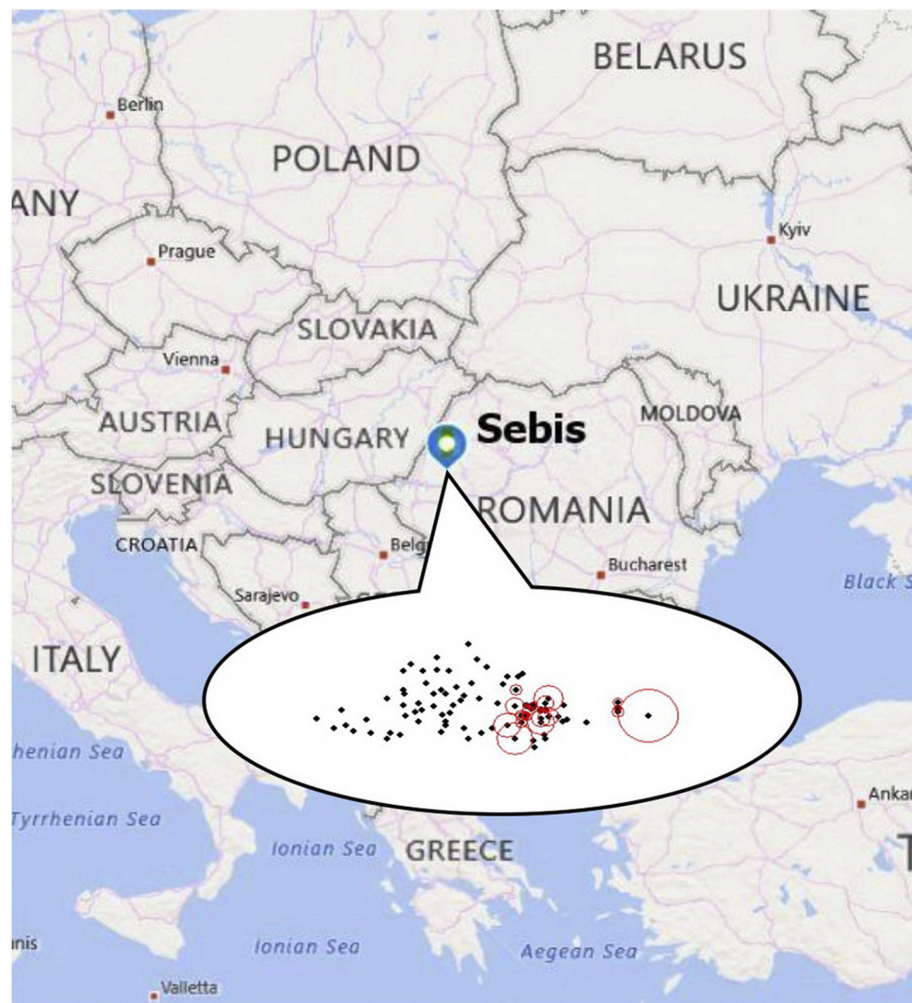 BELARUS
Berlin
POLAND
ANY
Kyiv
Prague
UKRAINE
SLOVAKIA
Vienna
MOLDOVA
AUSTRIA
Sebis
HUNGARY
SLOVENIA
ROMANIA
CROATIA
Belg
Bucharest
Black S
Sarajevo
ITALY
henian Sea
Ankar
Tyrrhenian Sea
Ionian Sea
GREECE
T
nis
Ionian Sea
Aegean Sea
Valletta